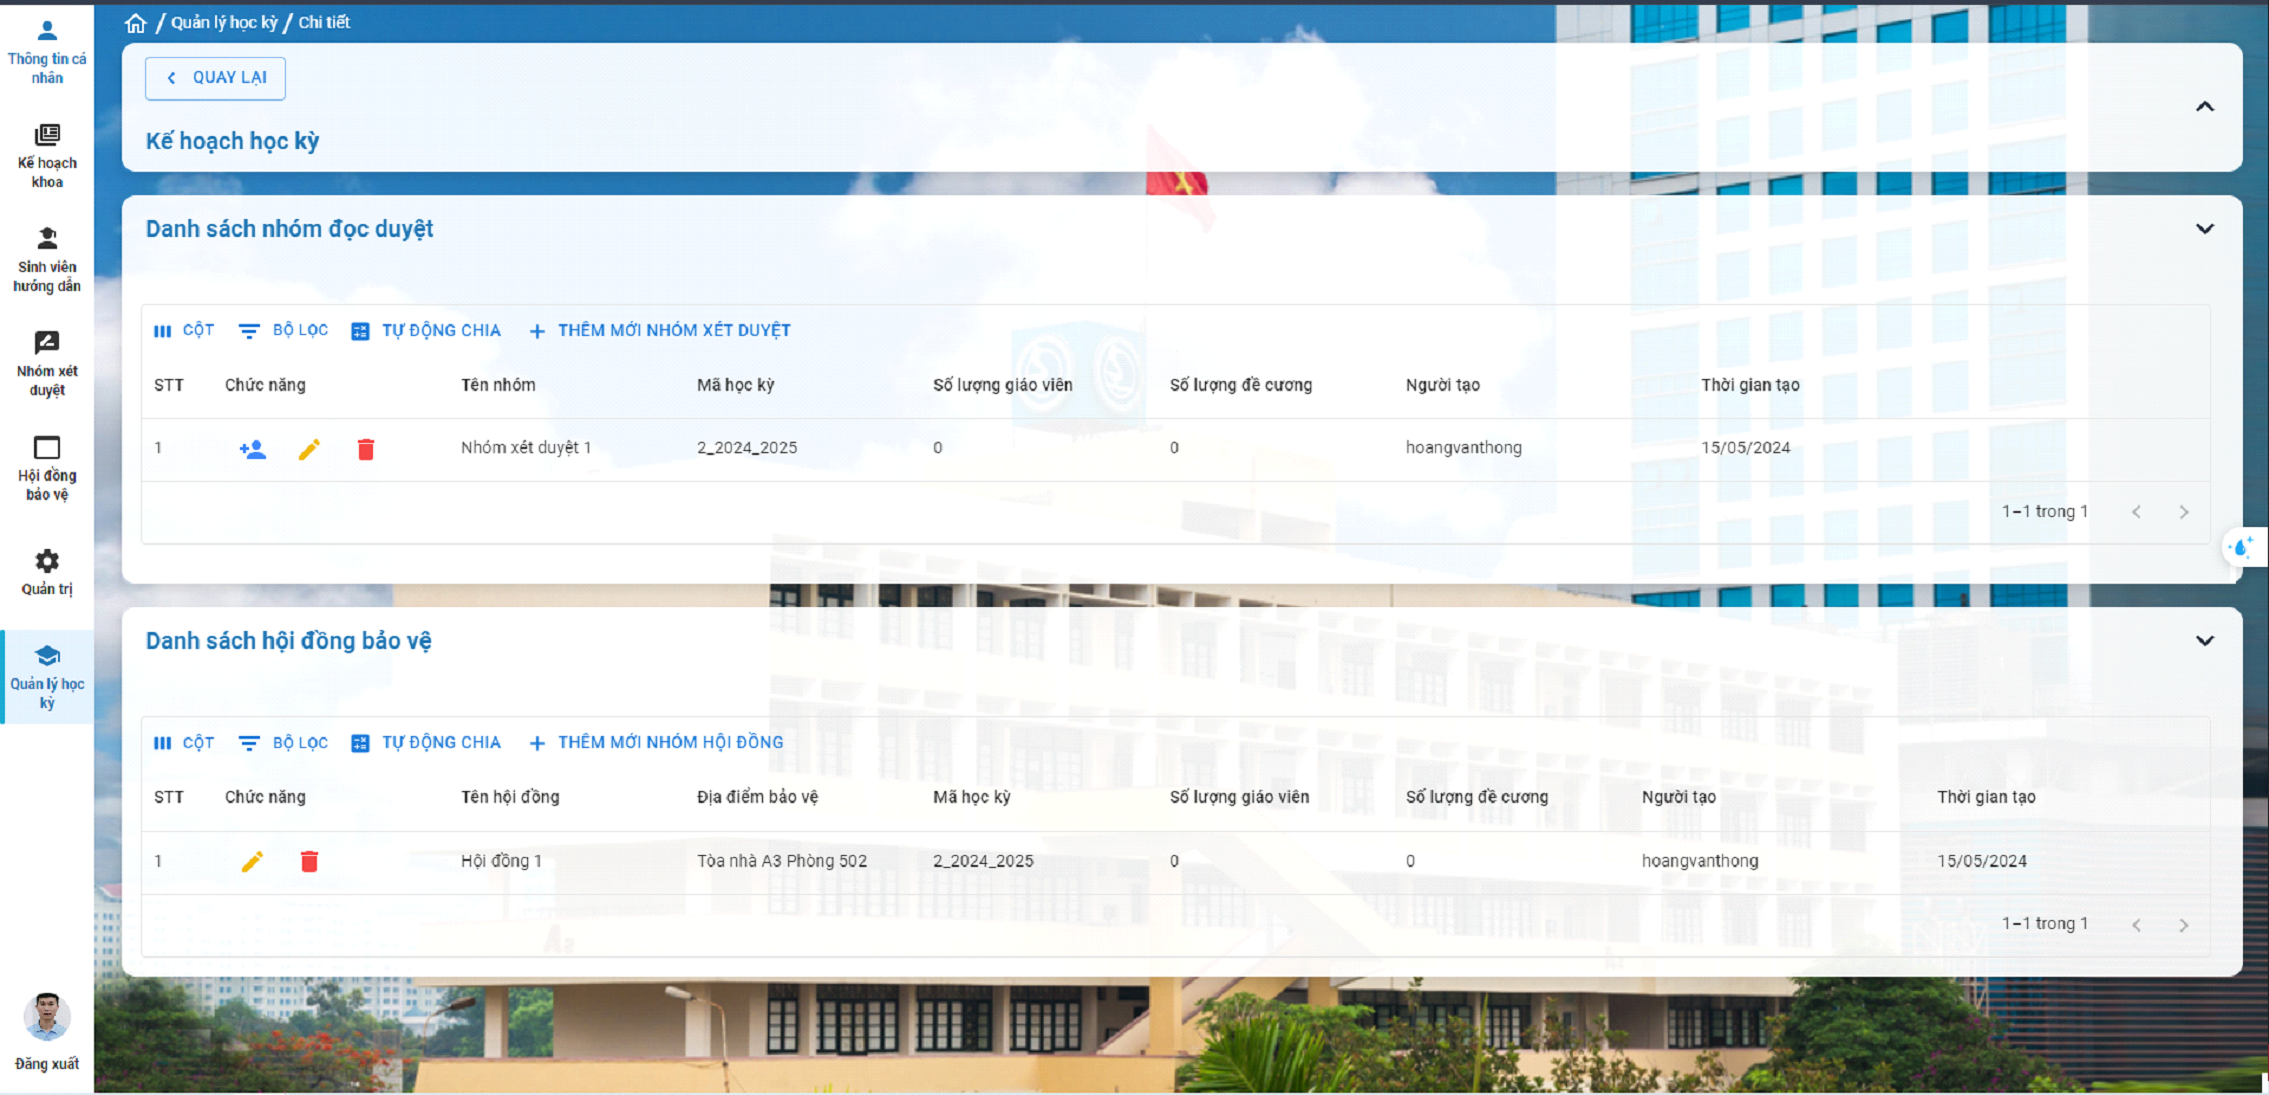 / Quản lý học kỳ / Chi tiết
Thông tin cá
nhân
Kế hoạch
khoa
Sinh viên
hướng dẫn
Nhóm xét
duyệt
Hội đồng
bảo vệ
Quản trị
Quản lý học
kỳ
Đăng xuất
QUAY LẠI
Kế hoạch học kỳ
Danh sách nhóm đọc duyệt
CỘT BỘ LỌC TỰ ĐỘNG CHIA + THÊM MỚI NHÓM XÉT DUYỆT
STT Chức năng Tên nhóm Mã học kỳ Số lượng giáo viên Số lượng đề cương Người tạo Thời gian tạo
1 Nhóm xét duyệt 1 2_2024_2025 0 0 hoangvanthong 15/05/2024
1–1 trong 1
Danh sách hội đồng bảo vệ
CỘT BỘ LỌC TỰ ĐỘNG CHIA + THÊM MỚI NHÓM HỘI ĐỒNG
STT Chức năng Tên hội đồng Địa điểm bảo vệ Mã học kỳ Số lượng giáo viên Số lượng đề cương Người tạo Thời gian tạo
1 Hội đồng 1 Tòa nhà A3 Phòng 502 2_2024_2025 0 0 hoangvanthong 15/05/2024
1–1 trong 1